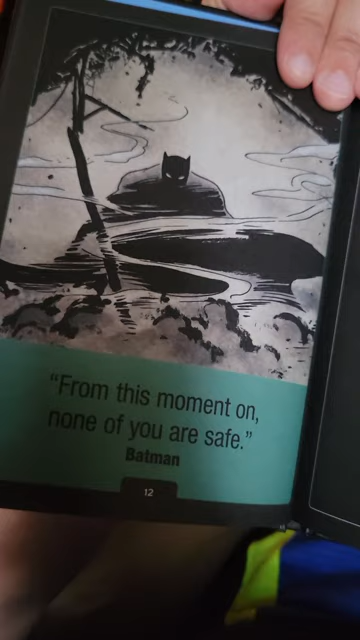 “From this moment on,
none of you are safe.”
Batman
12